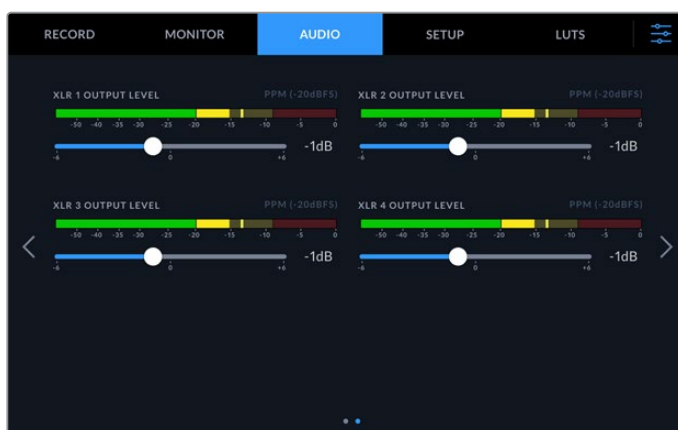 RECORD MONITOR AUDIO SETUP LUTS
XLR 1 OUTPUT LEVEL PPM (-20dBFS) XLR 2 OUTPUT LEVEL PPM (-20dBFS)
-50 -40 -35 -30 -25 -20 -15 -10 -5 0 -50 -40 -35 -30 -25 -20 -15 -10 -5 0
-1dB -1dB
-6 0 +6 -6 0 +6
XLR 3 OUTPUT LEVEL PPM (-20dBFS) XLR 4 OUTPUT LEVEL PPM (-20dBFS)
-50 -40 -35 -30 -25 -20 -15 -10 -5 0 -50 -40 -35 -30 -25 -20 -15 -10 -5 0
-1dB -1dB
-6 0 +6 -6 0 +6